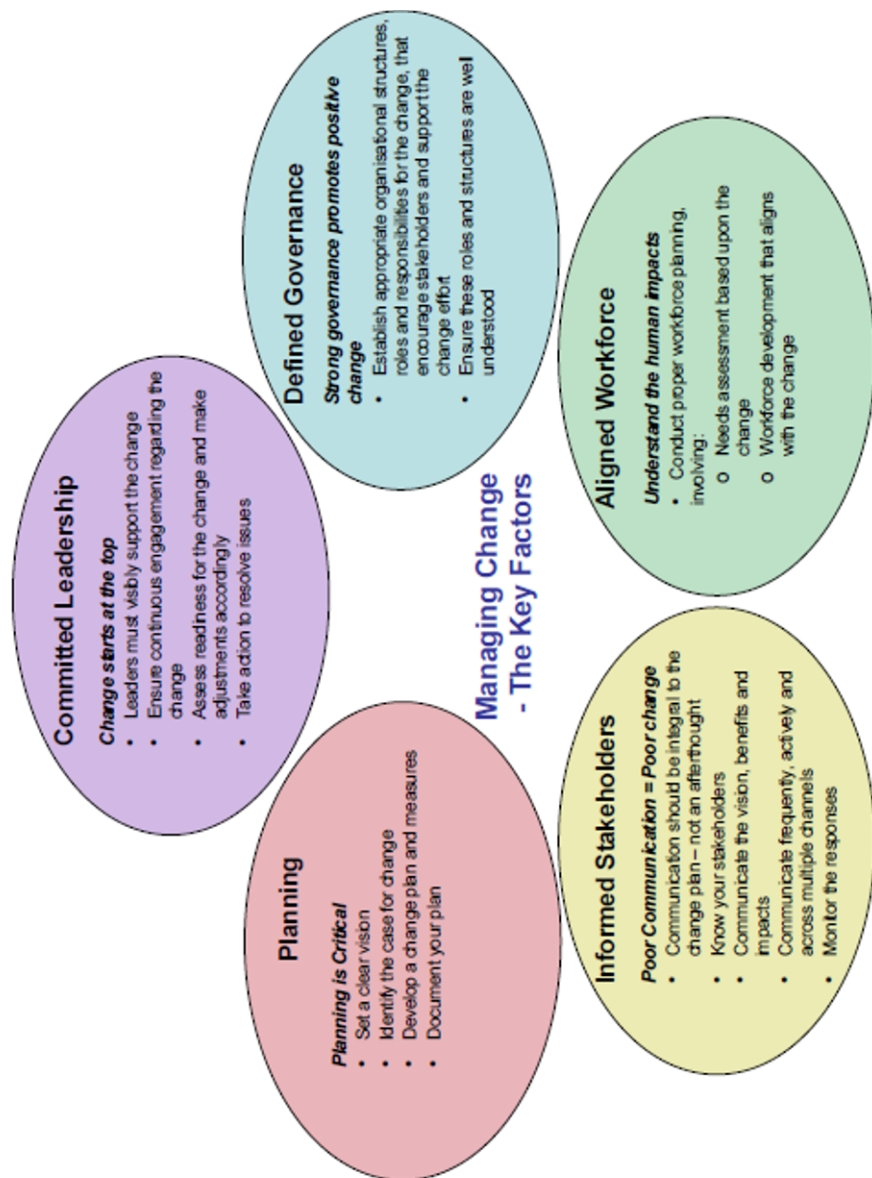 Committed Leadership
Change starts at the top
• Leaders must visibly support the change
• Ensure continuous engagement regarding the
change
• Assess readiness for the change and make
adjustments accordingly
• Take action to resolve issues
Planning
Planning is Critical
• Set a clear vision
• Identify the case for change
• Develop a change plan and measures
• Document your plan
Defined Governance
Strong governance promotes positive
change
• Establish appropriate organisational structures,
roles and responsibilities for the change, that
encourage stakeholders and support the
change effort
• Ensure these roles and structures are well
understood
Managing Change
- The Key Factors
Informed Stakeholders
Poor Communication = Poor change
• Communication should be integral to the
change plan – not an afterthought
• Know your stakeholders
• Communicate the vision, benefits and
impacts
• Communicate frequently, actively and
across multiple channels
• Monitor the responses
Aligned Workforce
Understand the human impacts
• Conduct proper workforce planning,
involving:
o Needs assessment based upon the
change
o Workforce development that aligns
with the change